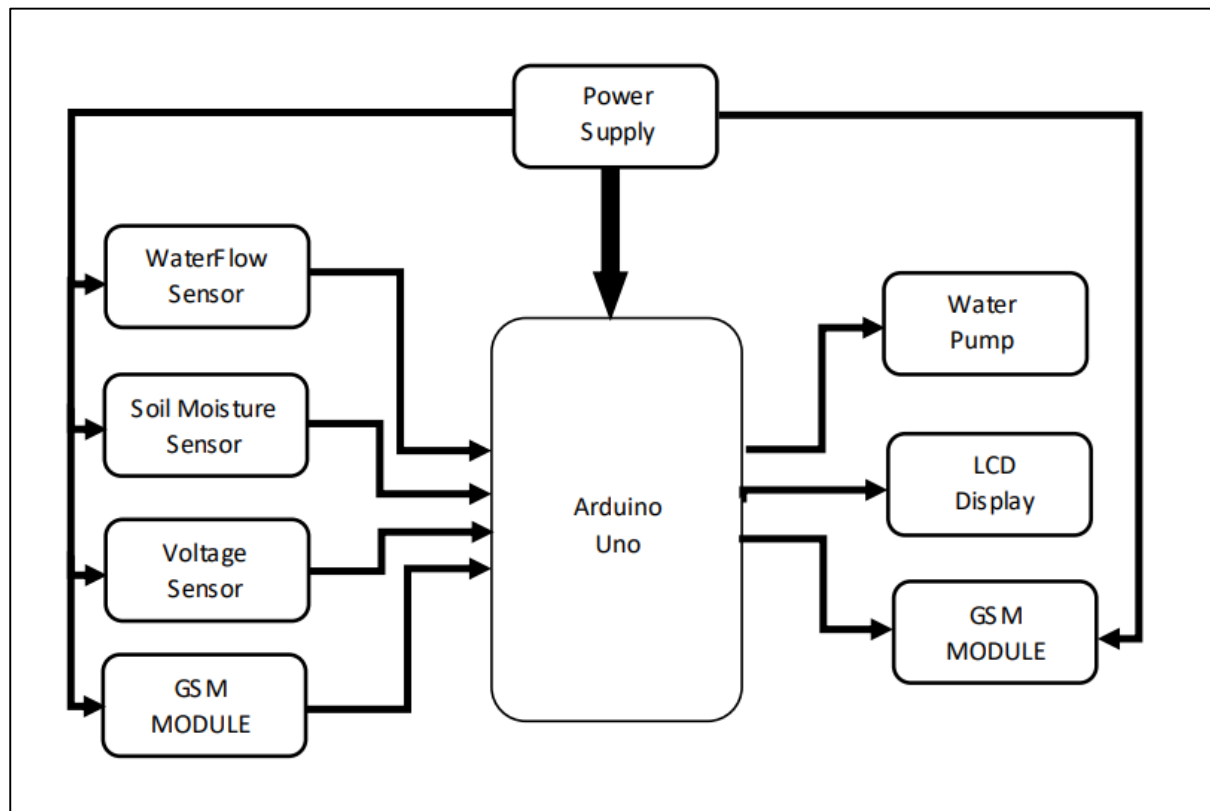 Power
Supply
WaterFlow
Sensor
Soil Moisture
Sensor
Voltage
Sensor
GSM
MODULE
Arduino
Uno
Water
Pump
LCD
Display
GSM
MODULE